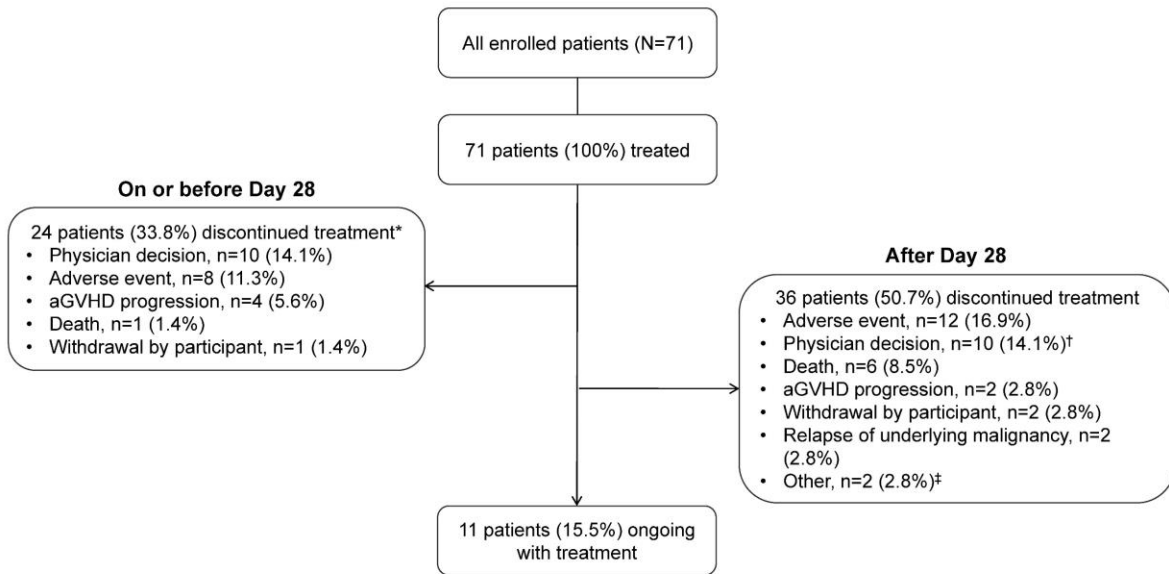 All enrolled patients (N=71)
71 patients (100%) treated
On or before Day 28
24 patients (33.8%) discontinued treatment*
• Physician decision, n=10 (14.1%)
• Adverse event, n=8 (11.3%)
• aGVHD progression, n=4 (5.6%)
• Death, n=1 (1.4%)
• Withdrawal by participant, n=1 (1.4%)
After Day 28
36 patients (50.7%) discontinued treatment
• Adverse event, n=12 (16.9%)
• Physician decision, n=10 (14.1%)†
• Death, n=6 (8.5%)
• aGVHD progression, n=2 (2.8%)
• Withdrawal by participant, n=2 (2.8%)
• Relapse of underlying malignancy, n=2
(2.8%)
• Other, n=2 (2.8%)‡
11 patients (15.5%) ongoing
with treatment